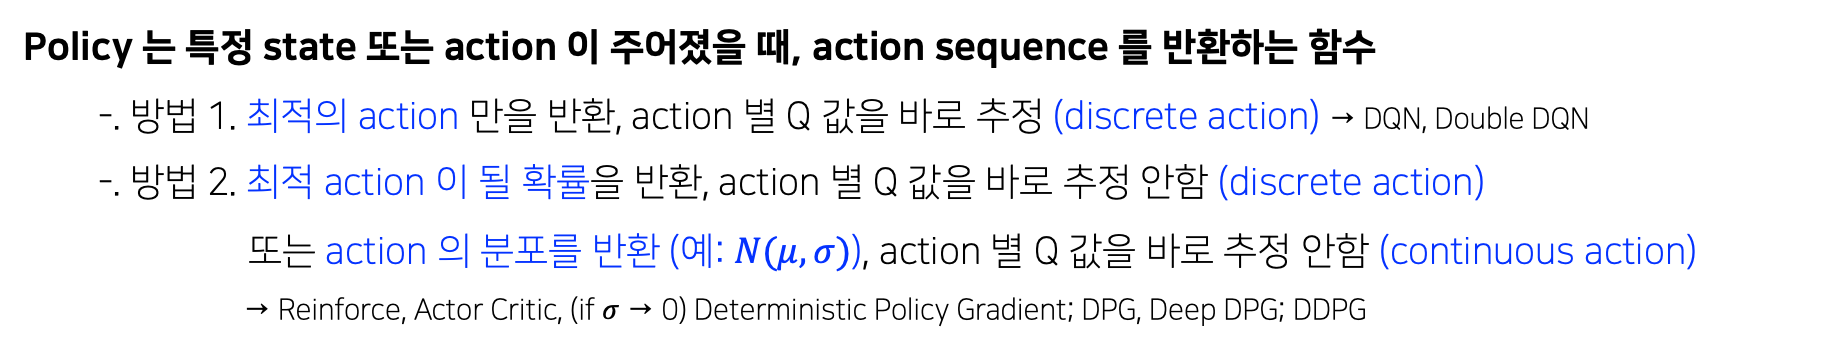 Policy 는 특정 state 또는 action 이 주어졌을 때, action sequence 를 반환하는 함수
-. 방법 1. 최적의 action 만을 반환, action 별 Q 값을 바로 추정 (discrete action) → DQN, Double DQN
-. 방법 2. 최적 action 이 될 확률을 반환, action 별 Q 값을 바로 추정 안함 (discrete action)
또는 action 의 분포를 반환 (예: N(μ, σ)), action 별 Q 값을 바로 추정 안함 (continuous action)
→ Reinforce, Actor Critic, (if σ → 0) Deterministic Policy Gradient; DPG, Deep DPG; DDPG